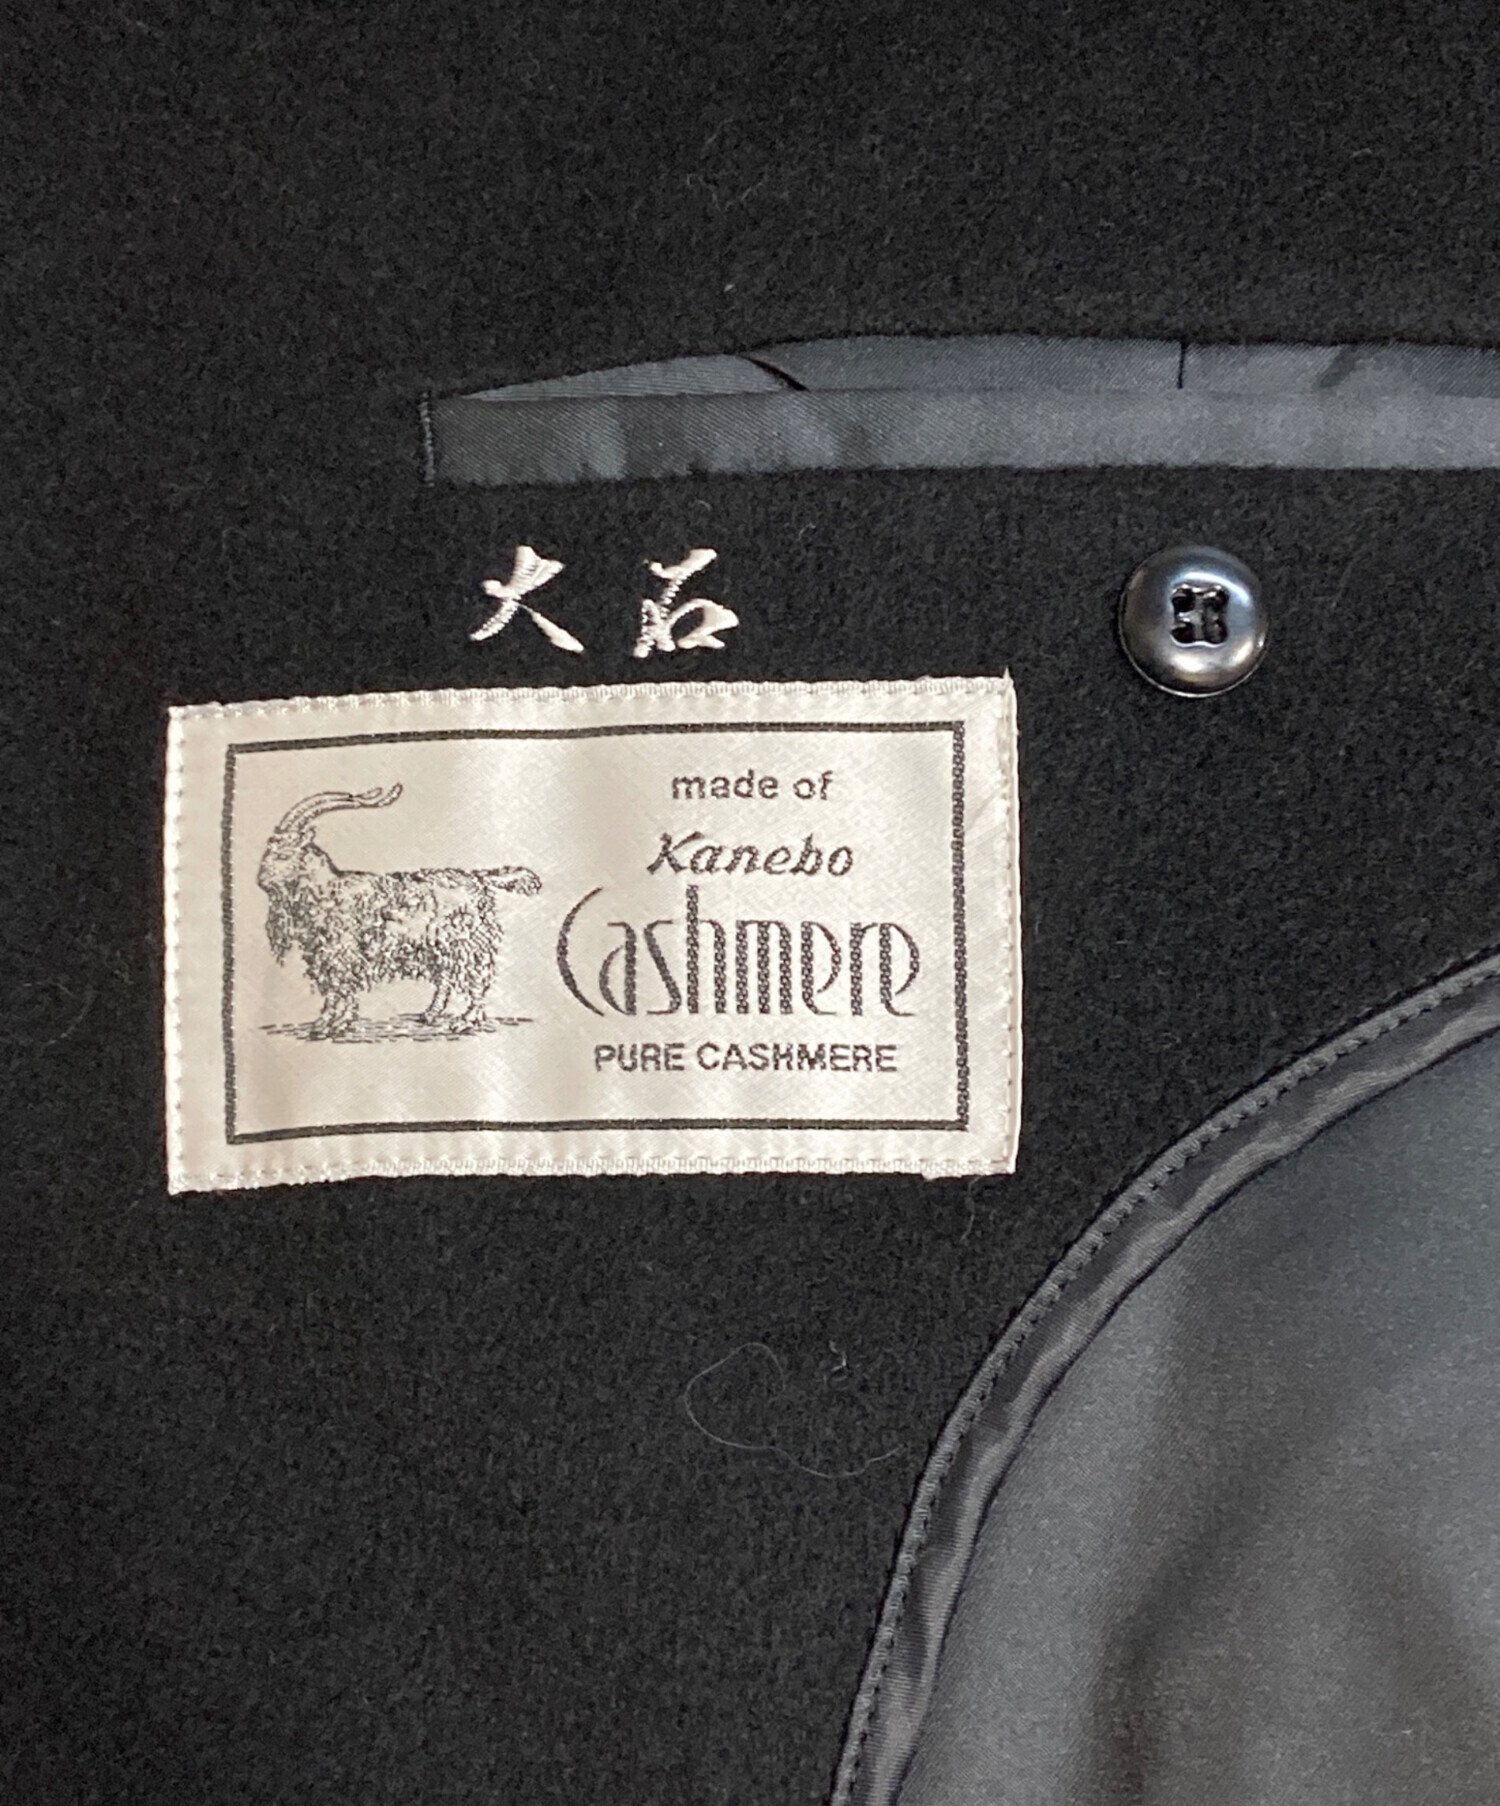 大石
made of
Kanebo
Cashmere
PURE CASHMERE